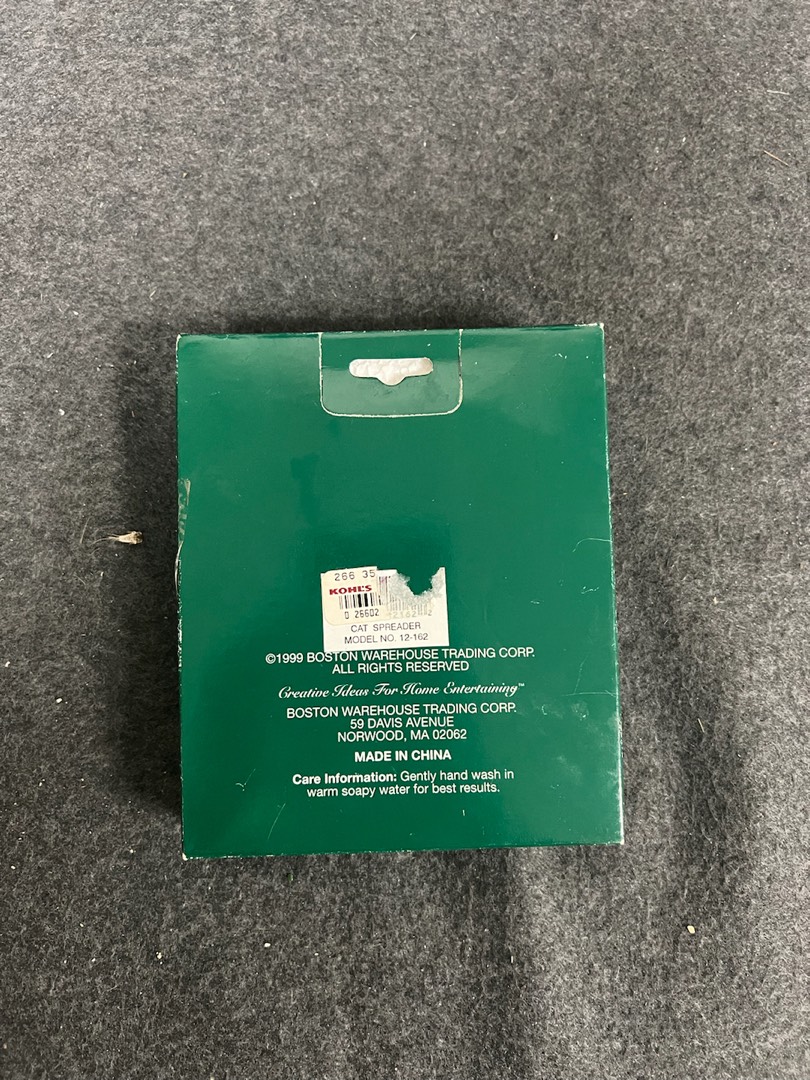 266 35
KOHL'S
0 26602
CAT SPREADER
MODEL NO. 12-162
©1999 BOSTON WAREHOUSE TRADING CORP.
ALL RIGHTS RESERVED
Creative Ideas For Home Entertaining™
BOSTON WAREHOUSE TRADING CORP.
59 DAVIS AVENUE
NORWOOD, MA 02062
MADE IN CHINA
Care Information: Gently hand wash in
warm soapy water for best results.